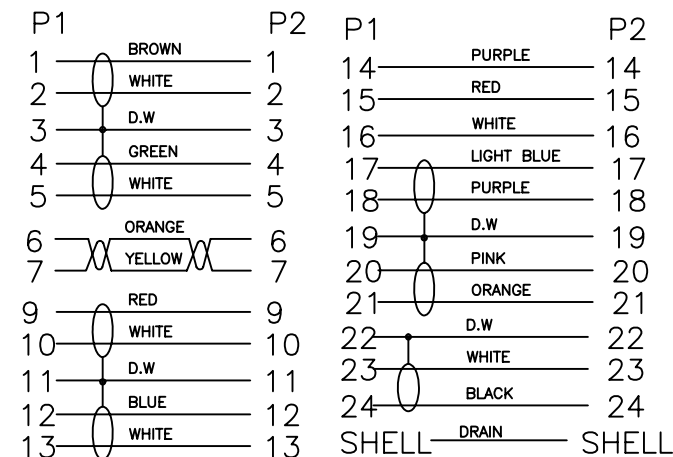 P1 P2
1 BROWN 1
2 WHITE 2
3 D.W 3
4 GREEN 4
5 WHITE 5
6 ORANGE 6
7 YELLOW 7
9 RED 9
10 WHITE 10
11 D.W 11
12 BLUE 12
13 WHITE 13
P1 P2
14 PURPLE 14
15 RED 15
16 WHITE 16
17 LIGHT BLUE 17
18 PURPLE 18
19 D.W 19
20 PINK 20
21 ORANGE 21
22 D.W 22
23 WHITE 23
24 BLACK 24
SHELL DRAIN SHELL